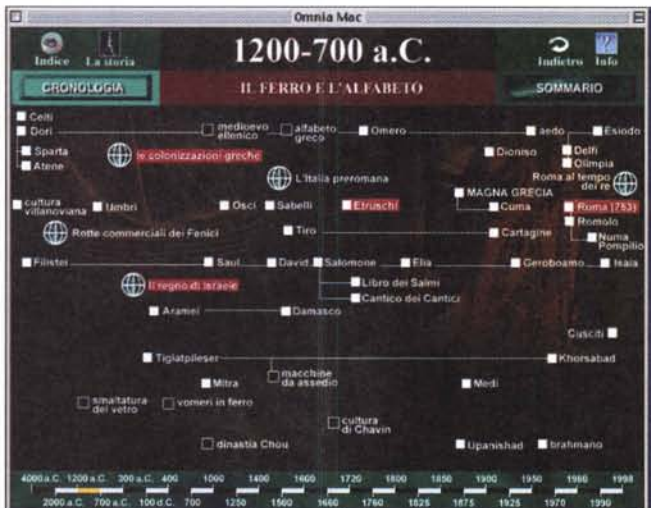 Omnia Mac
Indice La storia
1200-700 a.C.
Indietro Info
CRONOLOGIA
IL FERRO E L'ALFABETO
SOMMARIO
Celti
Dori
medioevo
ellenico
alfabeto
greco
Omero
aedo
Esiodo
Sparta
Atene
le colonizzazioni greche
Dioniso
Delfi
Olimpia
L'Italia preromana
Roma al tempo
dei re
MAGNA GRECIA
cultura
villanoviana
Umbri
Osci
Sabelli
Etruschi
Cuma
Roma (753)
Romolo
Rotte commerciali dei Fenici
Tiro
Cartagine
Numa
Pompilio
Filistei
Saul
David
Salomone
Elia
Geroboamo
Isaia
Il regno di Israele
Libro dei Salmi
Cantico dei Cantici
Aramei
Damasco
Cusciti
Tiglatpileser
Khorsabad
macchine
da assedio
Mitra
Medi
smaltatura
del vetro
vomeri in ferro
cultura
di Chavin
dinastia Chou
Upanishad
brahmano
4000 a.C. 1200 a.C. 200 a.C. 400 1000 1400 1600 1720 1800 1850 1900 1950 1980 1998
2000 a.C. 700 a.C. 100 d.C. 700 1250 1500 1660 1760 1825 1875 1925 1970 1990